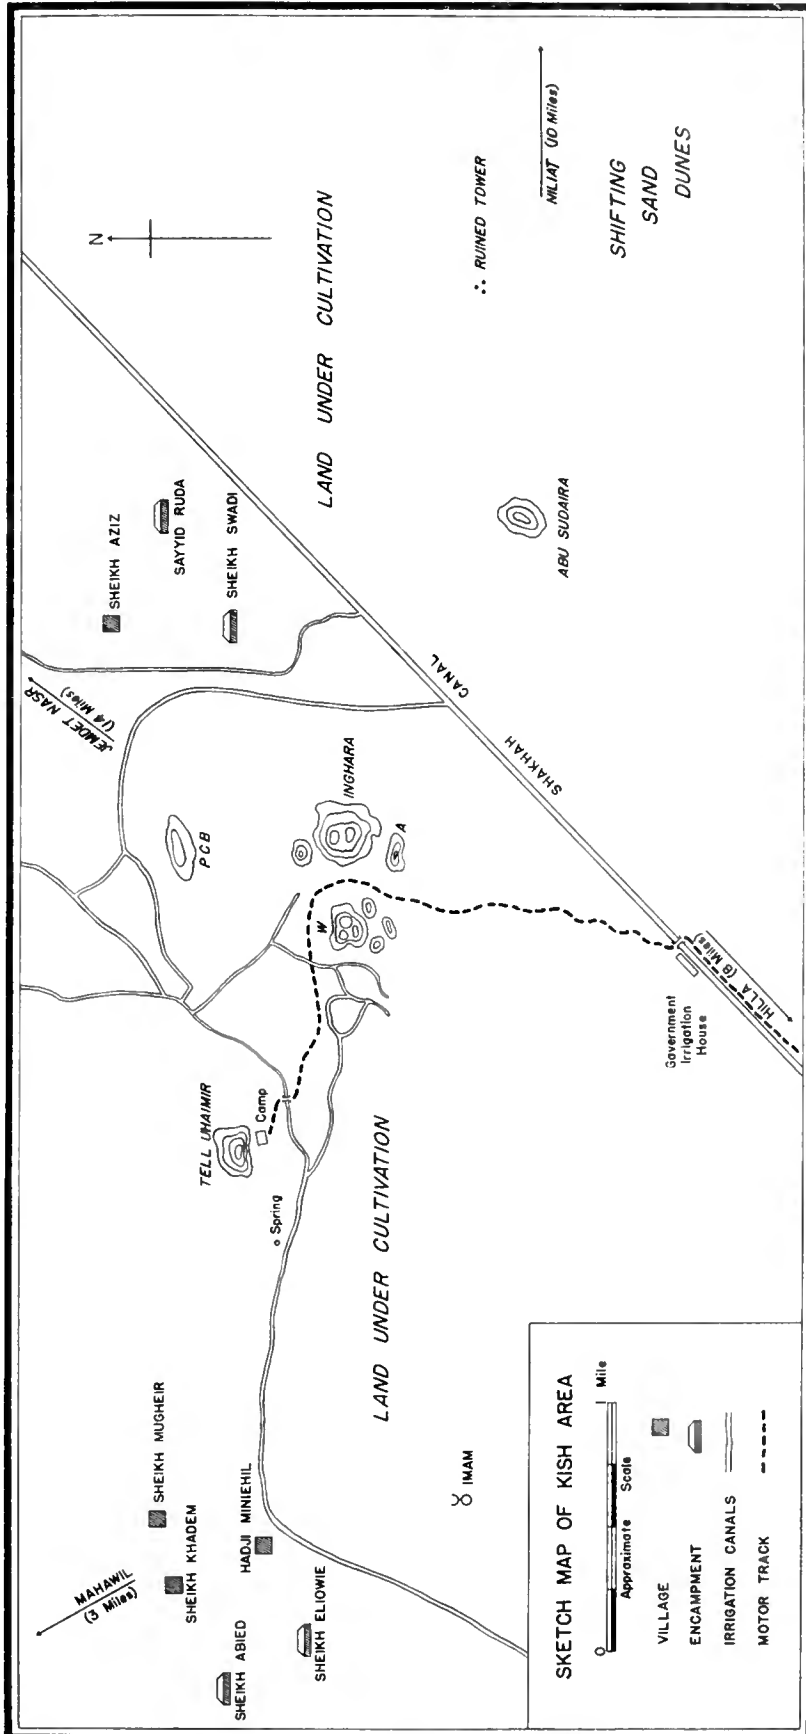 MAHAWIL
(3 Miles)
SHEIKH MUGHEIR
SHEIKH KHADEM
HADJI MINIEHIL
SHEIKH ABIED
SHEIKH ELIOWIE
IMAM
TELL UHAIMIR
Camp
Spring
LAND UNDER CULTIVATION
JEMDET NASR
(14 Miles)
PCB
INGHARA
W
A
SHEIKH AZIZ
SAYYID RUDA
SHEIKH SWADI
N
LAND UNDER CULTIVATION
SHAKHAH
CANAL
Government
Irrigation
House
HILLA (8 Miles)
ABU SUDAIRA
RUINED TOWER
NILIAT (10 Miles)
SHIFTING
SAND
DUNES
SKETCH MAP OF KISH AREA
0
1 Mile
Approximate Scale
VILLAGE
ENCAMPMENT
IRRIGATION CANALS
MOTOR TRACK